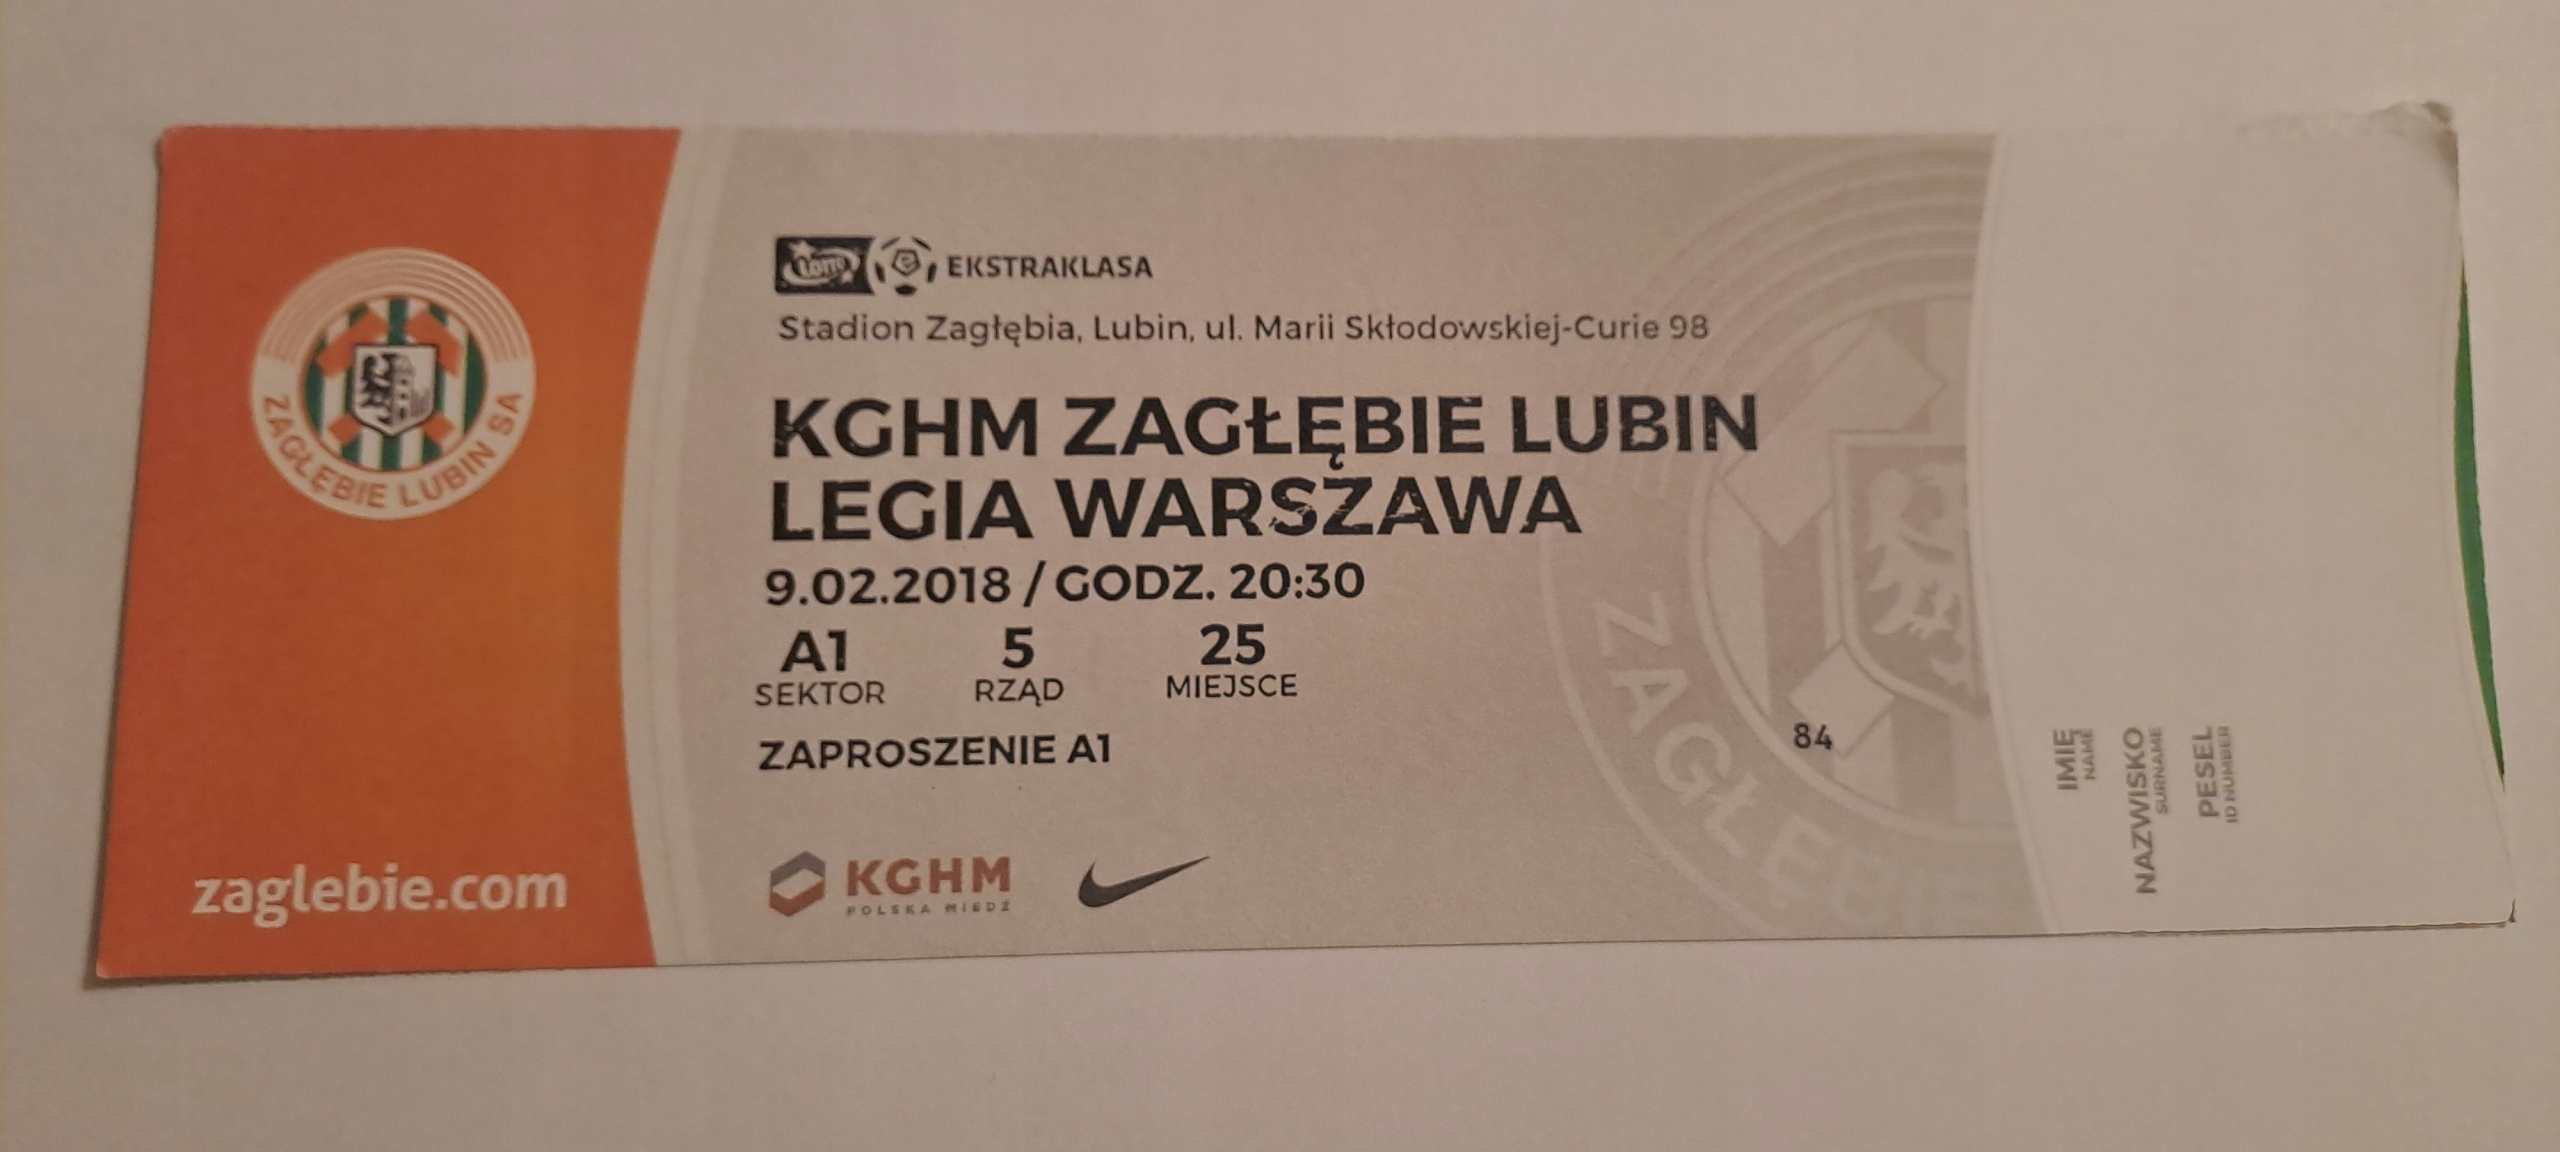 ZAGŁĘBIE LUBIN SA
zaglebie.com
LOTTO EKSTRAKLASA
Stadion Zagłębia, Lubin, ul. Marii Skłodowskiej-Curie 98
KGHM ZAGŁĘBIE LUBIN
LEGIA WARSZAWA
9.02.2018 / GODZ. 20:30
A1 5 25
SEKTOR RZĄD MIEJSCE
ZAPROSZENIE A1
84
KGHM
POLSKA MIEDŹ
ZAGŁĘBIE
IMIĘ
NAME
NAZWISKO
SURNAME
PESEL
ID NUMBER